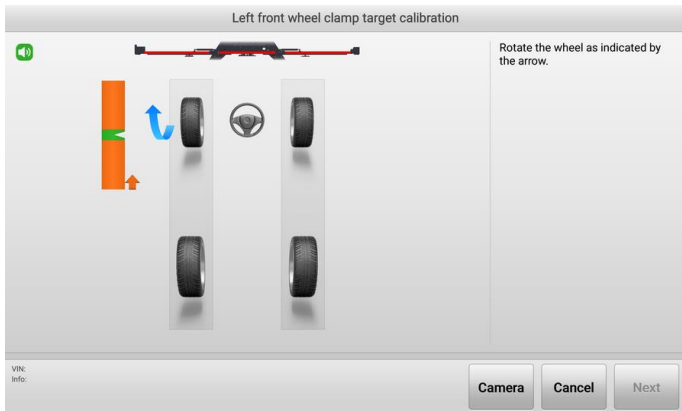 Left front wheel clamp target calibration
Rotate the wheel as indicated by
the arrow.
VIN:
Info:
Camera
Cancel
Next